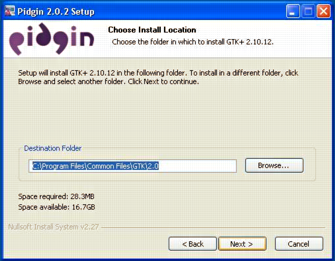 Pidgin 2.0.2 Setup
pidgin
Choose Install Location
Choose the folder in which to install GTK+ 2.10.12.
Setup will install GTK+ 2.10.12 in the following folder. To install in a different folder, click
Browse and select another folder. Click Next to continue.
Destination Folder
C:\Program Files\Common Files\GTK\2.0
Browse...
Space required: 28.3MB
Space available: 16.7GB
Nullsoft Install System v2.27
< Back
Next >
Cancel